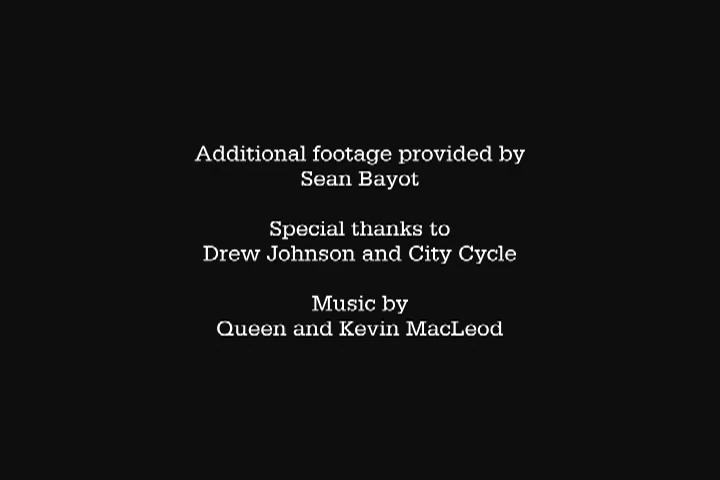 Additional footage provided by
Sean Bayot
Special thanks to
Drew Johnson and City Cycle
Music by
Queen and Kevin MacLeod